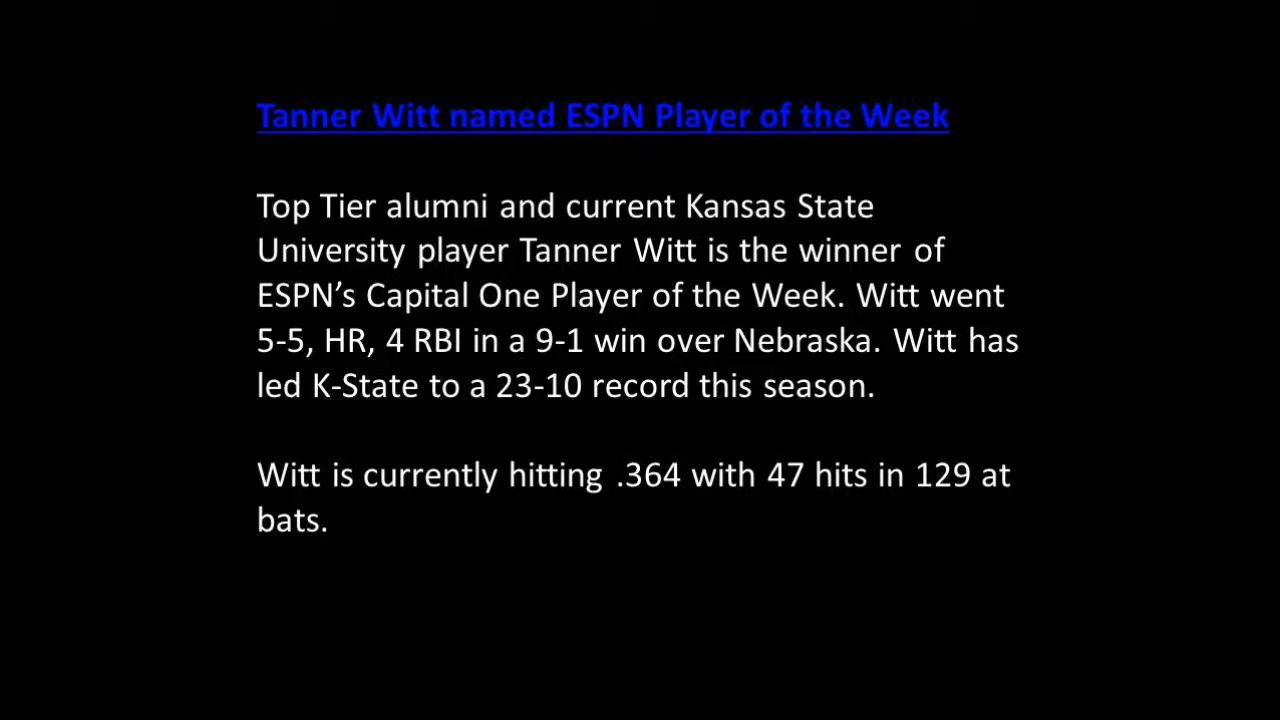 Tanner Witt named ESPN Player of the Week
Top Tier alumni and current Kansas State
University player Tanner Witt is the winner of
ESPN’s Capital One Player of the Week. Witt went
5-5, HR, 4 RBI in a 9-1 win over Nebraska. Witt has
led K-State to a 23-10 record this season.
Witt is currently hitting .364 with 47 hits in 129 at
bats.